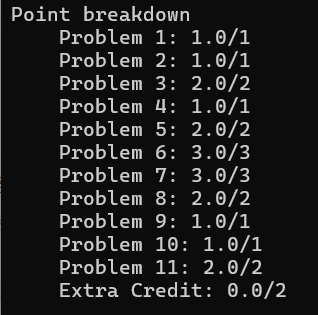 Point breakdown
Problem 1: 1.0/1
Problem 2: 1.0/1
Problem 3: 2.0/2
Problem 4: 1.0/1
Problem 5: 2.0/2
Problem 6: 3.0/3
Problem 7: 3.0/3
Problem 8: 2.0/2
Problem 9: 1.0/1
Problem 10: 1.0/1
Problem 11: 2.0/2
Extra Credit: 0.0/2